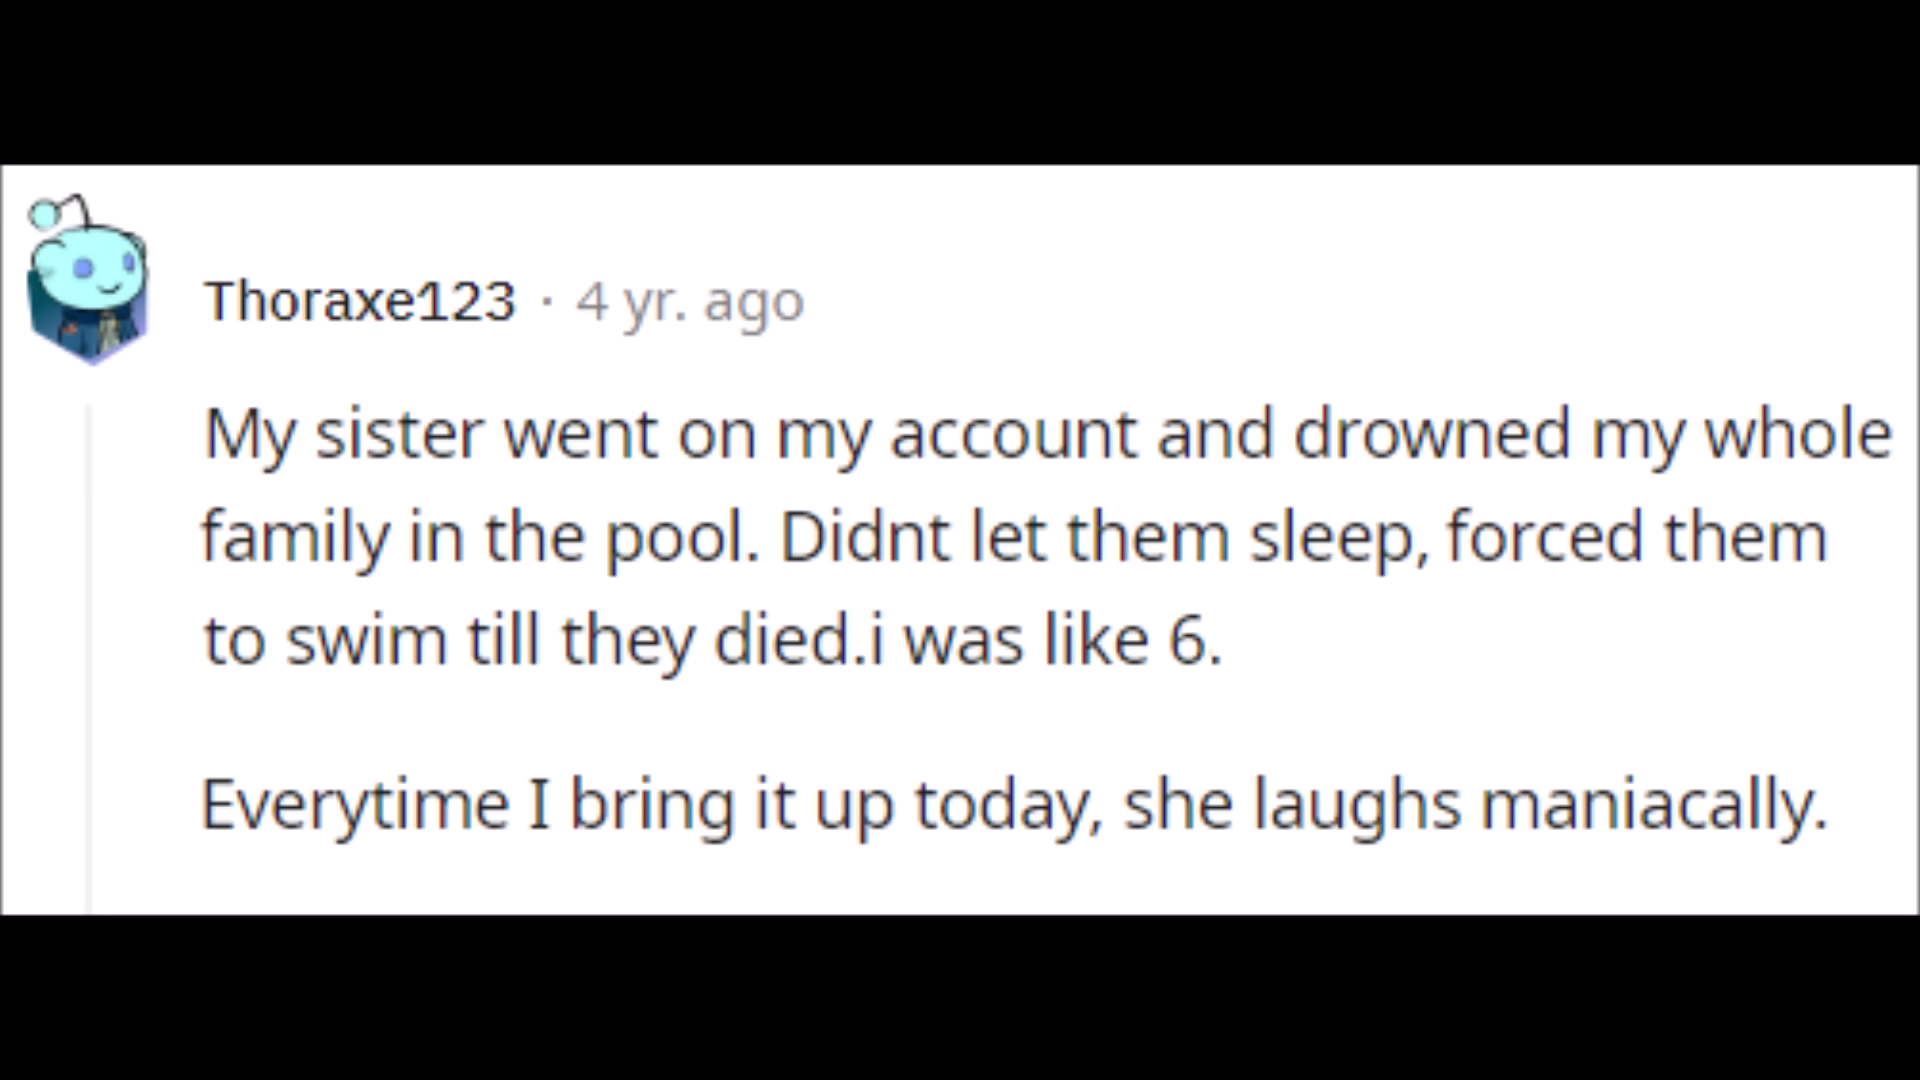 Thoraxe123 · 4 yr. ago
My sister went on my account and drowned my whole
family in the pool. Didnt let them sleep, forced them
to swim till they died.i was like 6.
Everytime I bring it up today, she laughs maniacally.